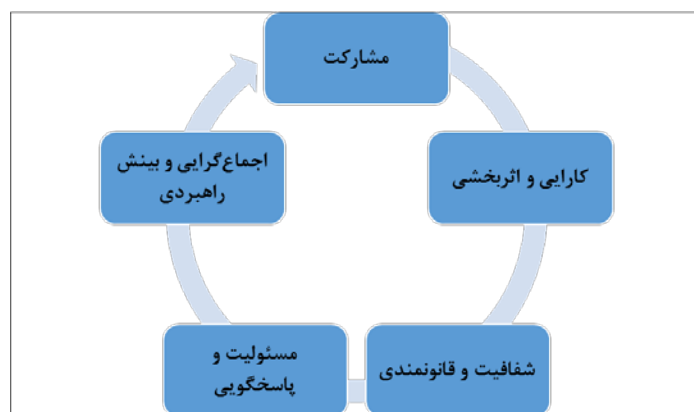 مشارکت
کارایی و اثربخشی
شفافیت و قانونمندی
مسئولیت و
پاسخگویی
اجماع‌گرایی و بینش
راهبردی